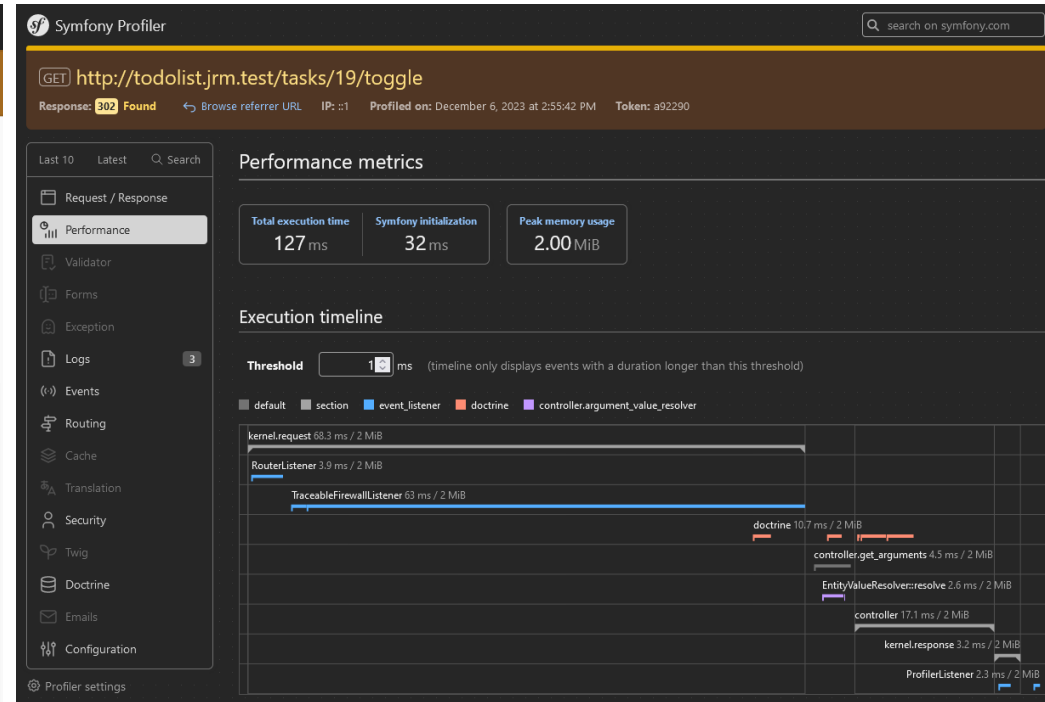 Symfony Profiler
search on symfony.com
GET http://todolist.jrm.test/tasks/19/toggle
Response: 302 Found Browse referrer URL IP: ::1 Profiled on: December 6, 2023 at 2:55:42 PM Token: a92290
Last 10 Latest Search
Request / Response
Performance
Validator
Forms
Exception
Logs 3
Events
Routing
Cache
Translation
Security
Twig
Doctrine
Emails
Configuration
Profiler settings
Performance metrics
Total execution time Symfony initialization Peak memory usage
127 ms 32 ms 2.00 MiB
Execution timeline
Threshold 1 ms (timeline only displays events with a duration longer than this threshold)
default section event_listener doctrine controller.argument_value_resolver
kernel.request 68.3 ms / 2 MiB
RouterListener 3.9 ms / 2 MiB
TraceableFirewallListener 63 ms / 2 MiB
doctrine 10.7 ms / 2 MiB
controller.get_arguments 4.5 ms / 2 MiB
EntityValueResolver::resolve 2.6 ms / 2 MiB
controller 17.1 ms / 2 MiB
kernel.response 3.2 ms / 2 MiB
ProfilerListener 2.3 ms / 2 MiB